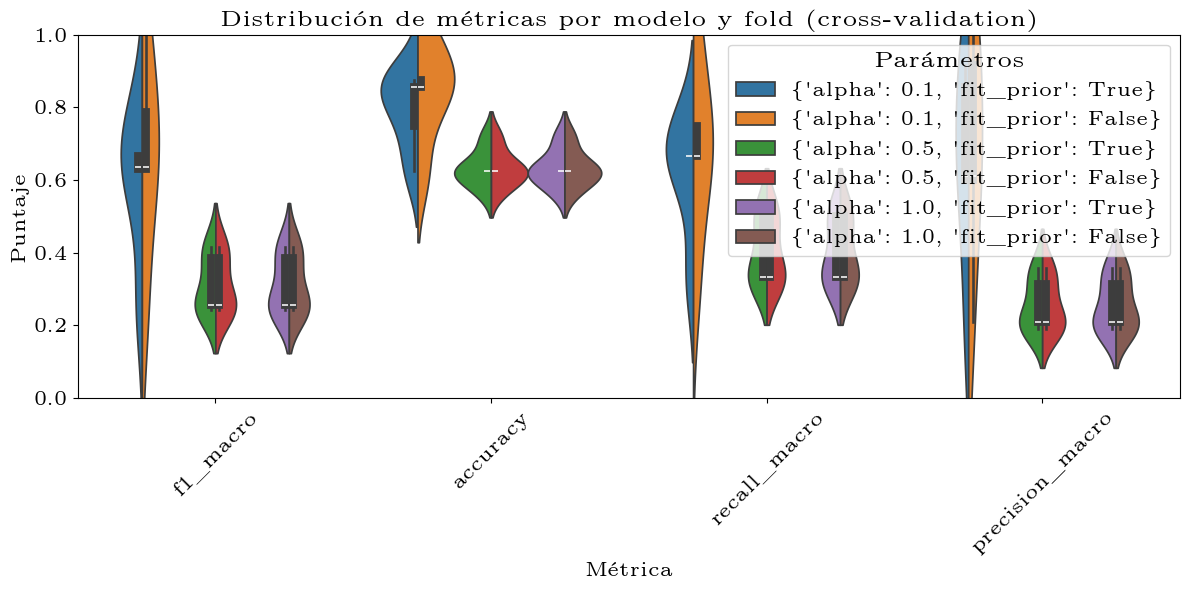 Distribución de métricas por modelo y fold (cross-validation)
Puntaje
1.0
0.8
0.6
0.4
0.2
0.0
Parámetros
{'alpha': 0.1, 'fit_prior': True}
{'alpha': 0.1, 'fit_prior': False}
{'alpha': 0.5, 'fit_prior': True}
{'alpha': 0.5, 'fit_prior': False}
{'alpha': 1.0, 'fit_prior': True}
{'alpha': 1.0, 'fit_prior': False}
f1_macro
accuracy
recall_macro
precision_macro
Métrica